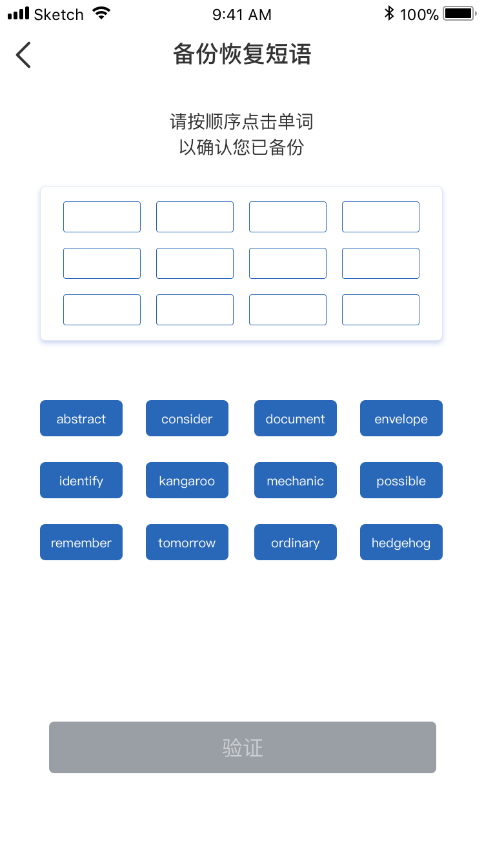 Sketch 9:41 AM 100%
备份恢复短语
请按顺序点击单词
以确认您已备份
abstract consider document envelope
identify kangaroo mechanic possible
remember tomorrow ordinary hedgehog
验证